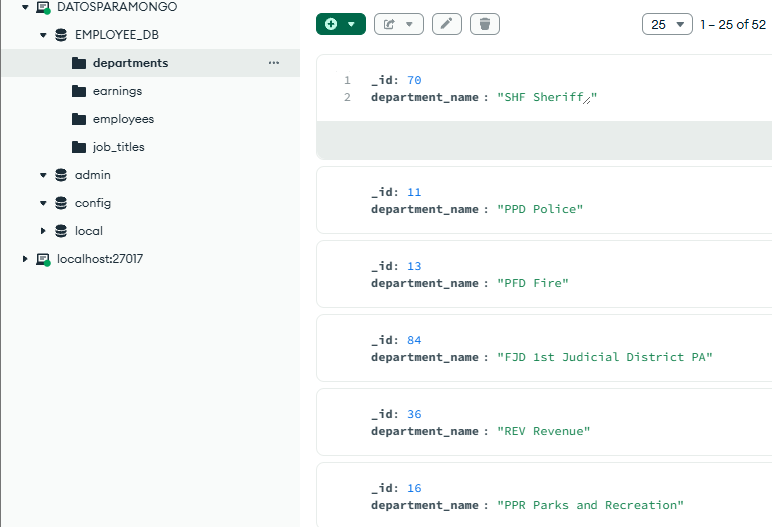 DATOSPARAMONGO
EMPLOYEE_DB
departments
earnings
employees
job_titles
admin
config
local
localhost:27017
25
1 – 25 of 52
1 _id: 70
2 department_name : "SHF Sheriff"
_id: 11
department_name : "PPD Police"
_id: 13
department_name : "PFD Fire"
_id: 84
department_name : "FJD 1st Judicial District PA"
_id: 36
department_name : "REV Revenue"
_id: 16
department_name : "PPR Parks and Recreation"